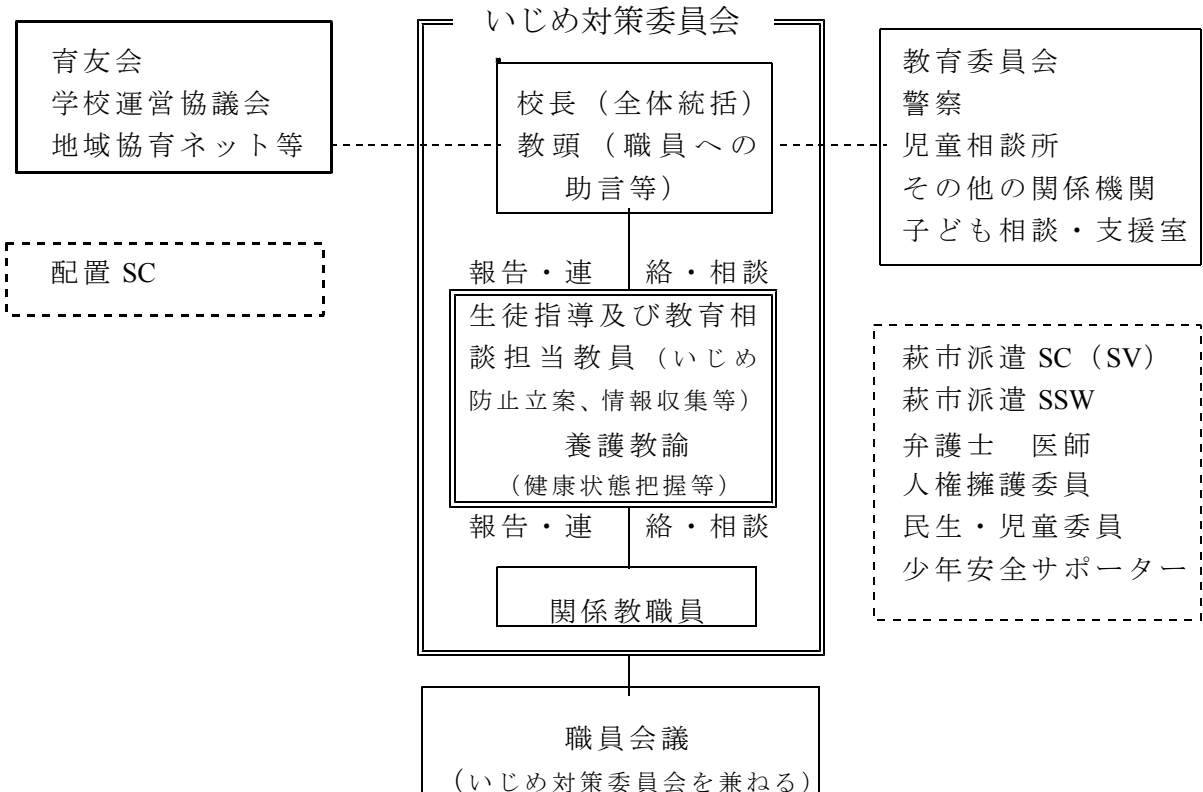 いじめ対策委員会
育友会
学校運営協議会
地域協育ネット等
配置 SC
校長（全体統括）
教頭（職員への
助言等）
報告・連 絡・相談
生徒指導及び教育相
談担当教員（いじめ
防止立案、情報収集等）
養護教諭
（健康状態把握等）
報告・連 絡・相談
関係教職員
職員会議
（いじめ対策委員会を兼ねる）
教育委員会
警察
児童相談所
その他の関係機関
子ども相談・支援室
萩市派遣 SC（SV）
萩市派遣 SSW
弁護士　医師
人権擁護委員
民生・児童委員
少年安全サポーター